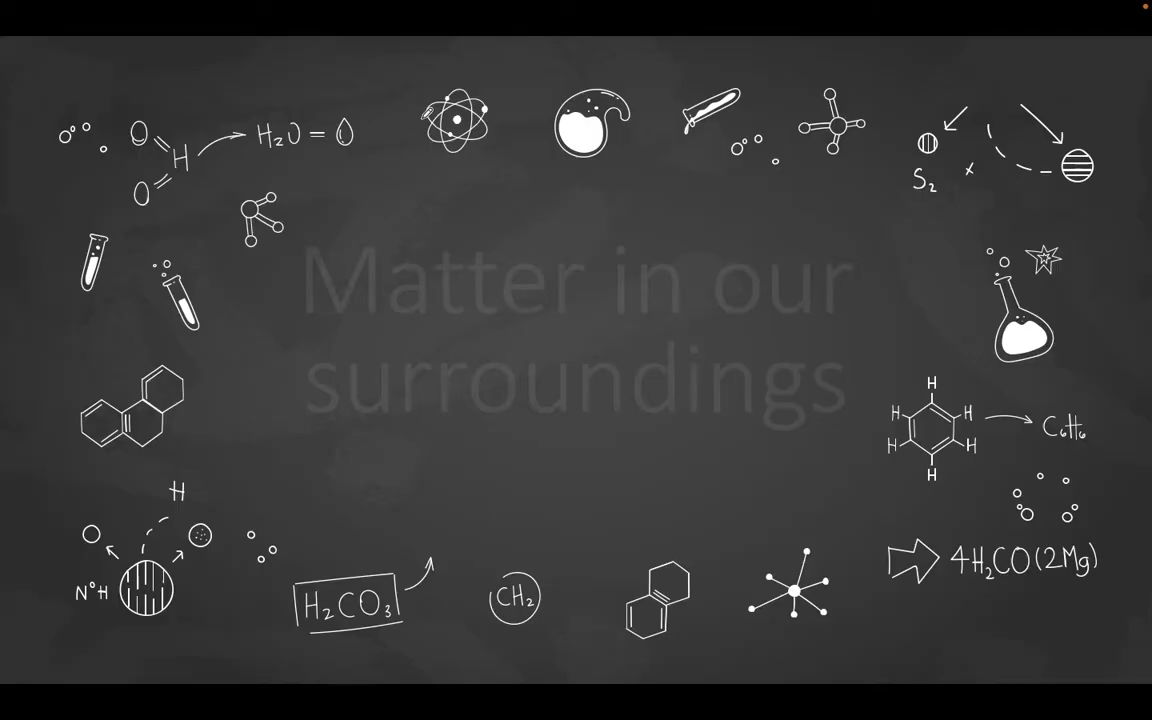 O
H
O
H₂O =
S₂
x
Matter in our
surroundings
H
H H
H H
H
C₆H₆
H
N°H
H₂CO₃
CH₂
4H₂CO(2Mg)